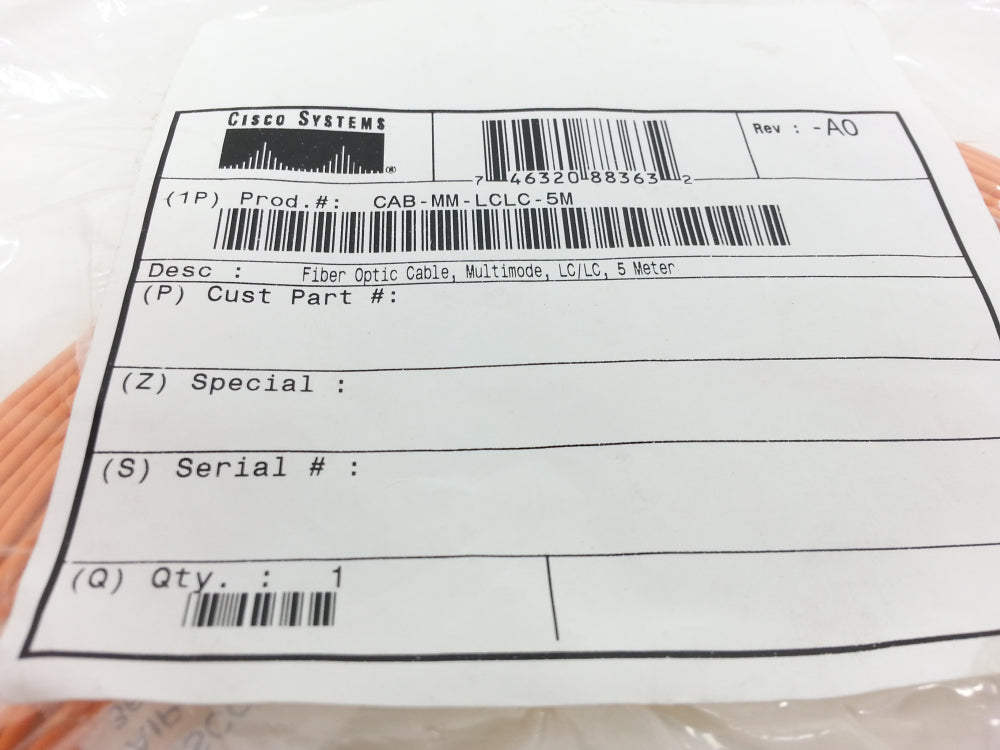 CISCO SYSTEMS
®
7 46320 88363 2
Rev : -A0
(1P) Prod.#: CAB-MM-LCLC-5M
Desc : Fiber Optic Cable, Multimode, LC/LC, 5 Meter
(P) Cust Part #:
(Z) Special :
(S) Serial # :
(Q) Qty. : 1